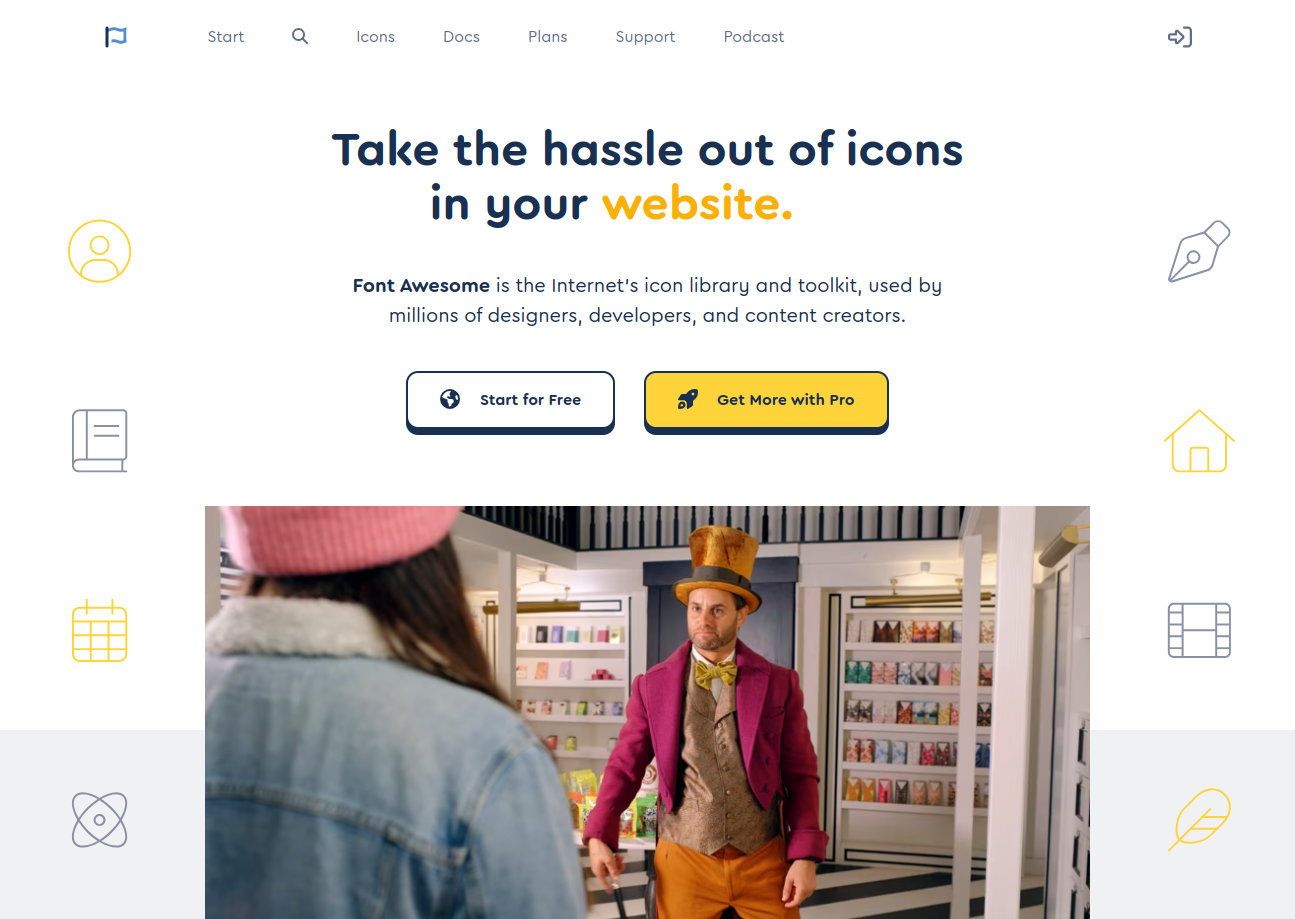 Start
Icons
Docs
Plans
Support
Podcast
Take the hassle out of icons
in your website.
Font Awesome is the Internet's icon library and toolkit, used by
millions of designers, developers, and content creators.
Start for Free
Get More with Pro